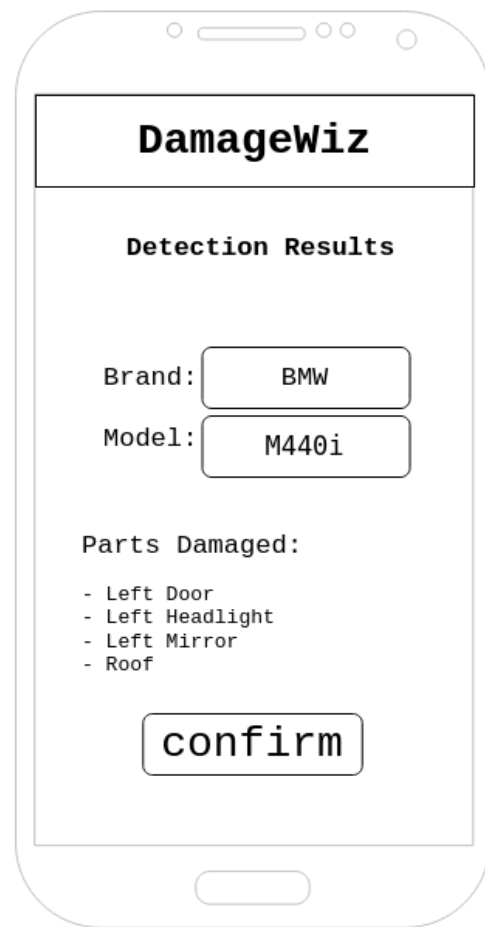 DamageWiz
Detection Results
Brand: BMW
Model: M440i
Parts Damaged:
- Left Door
- Left Headlight
- Left Mirror
- Roof
confirm